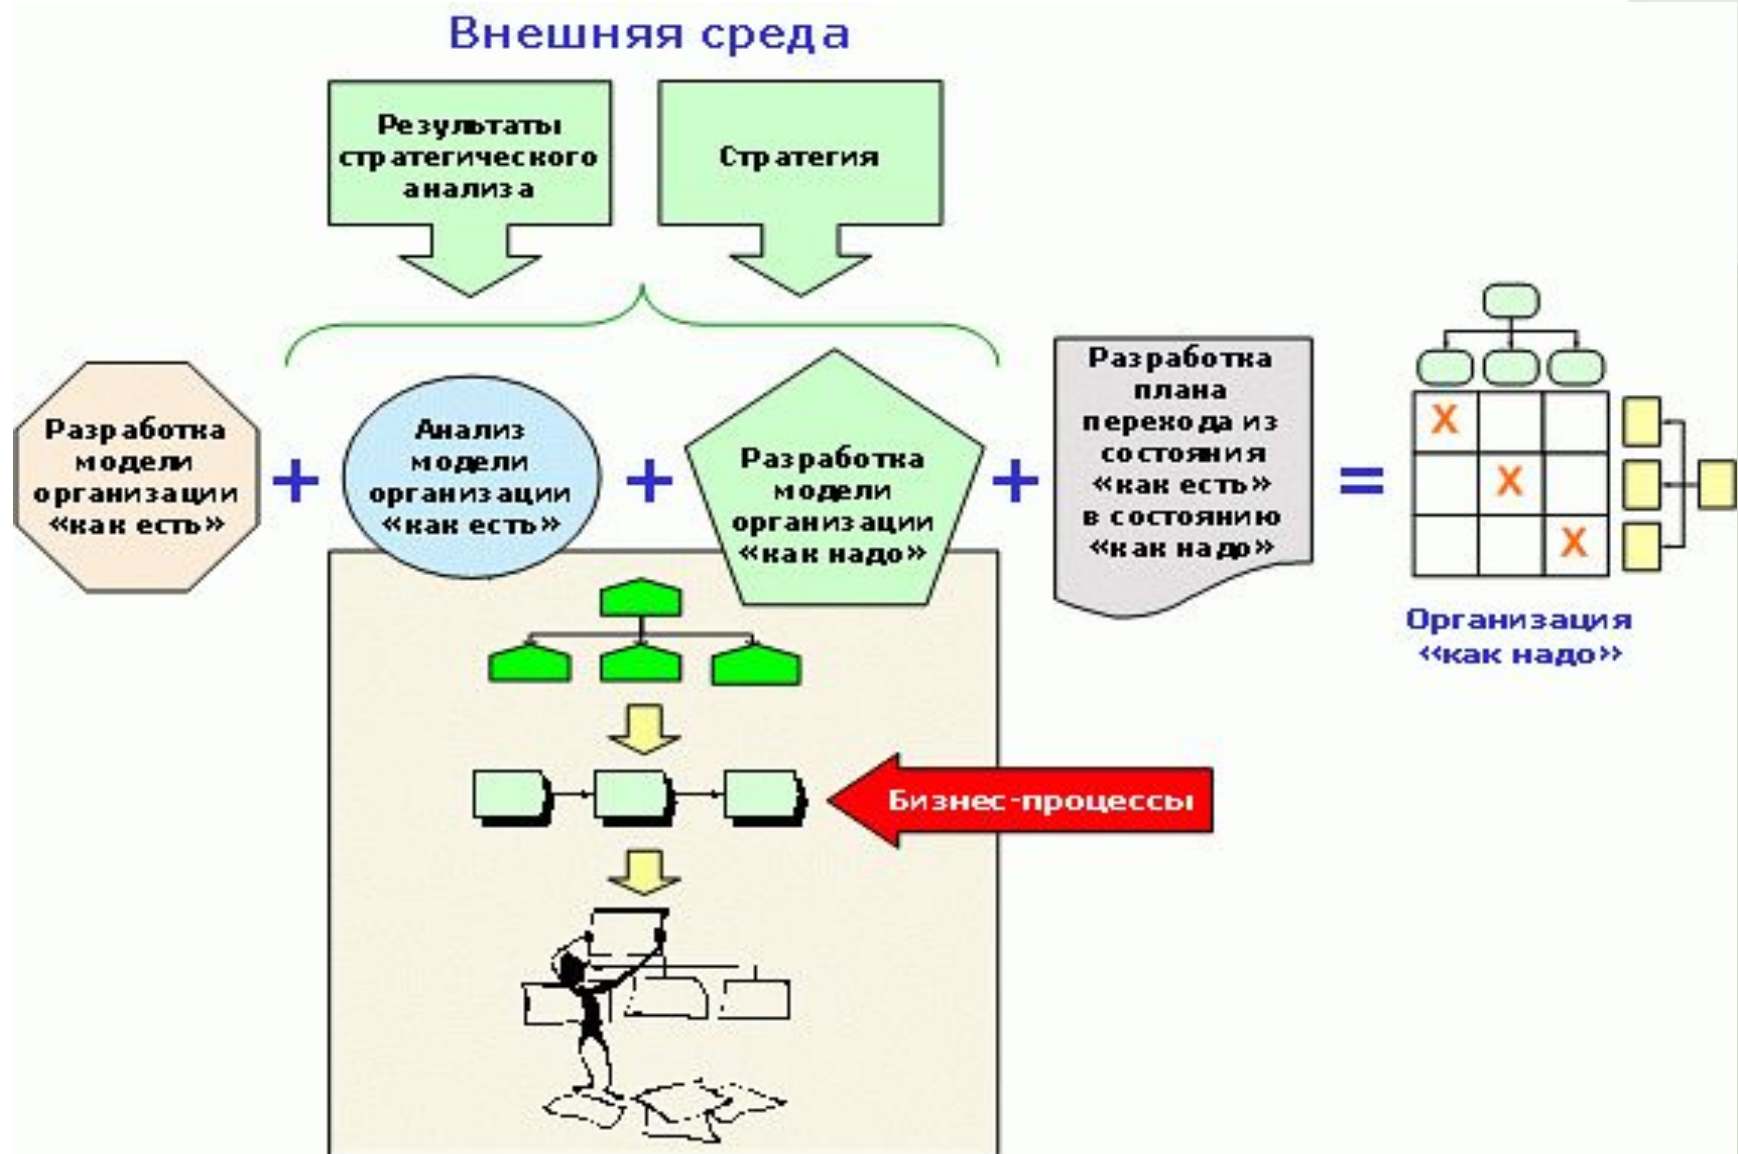 Внешняя среда
Результаты
стратегического
анализа
Стратегия
Разработка
модели
организации
«как есть»
+
Анализ
модели
организации
«как есть»
+
Разработка
модели
организации
«как надо»
+
Разработка
плана
перехода из
состояния
«как есть»
в состоянию
«как надо»
=
X
X
X
Организация
«как надо»
Бизнес-процессы